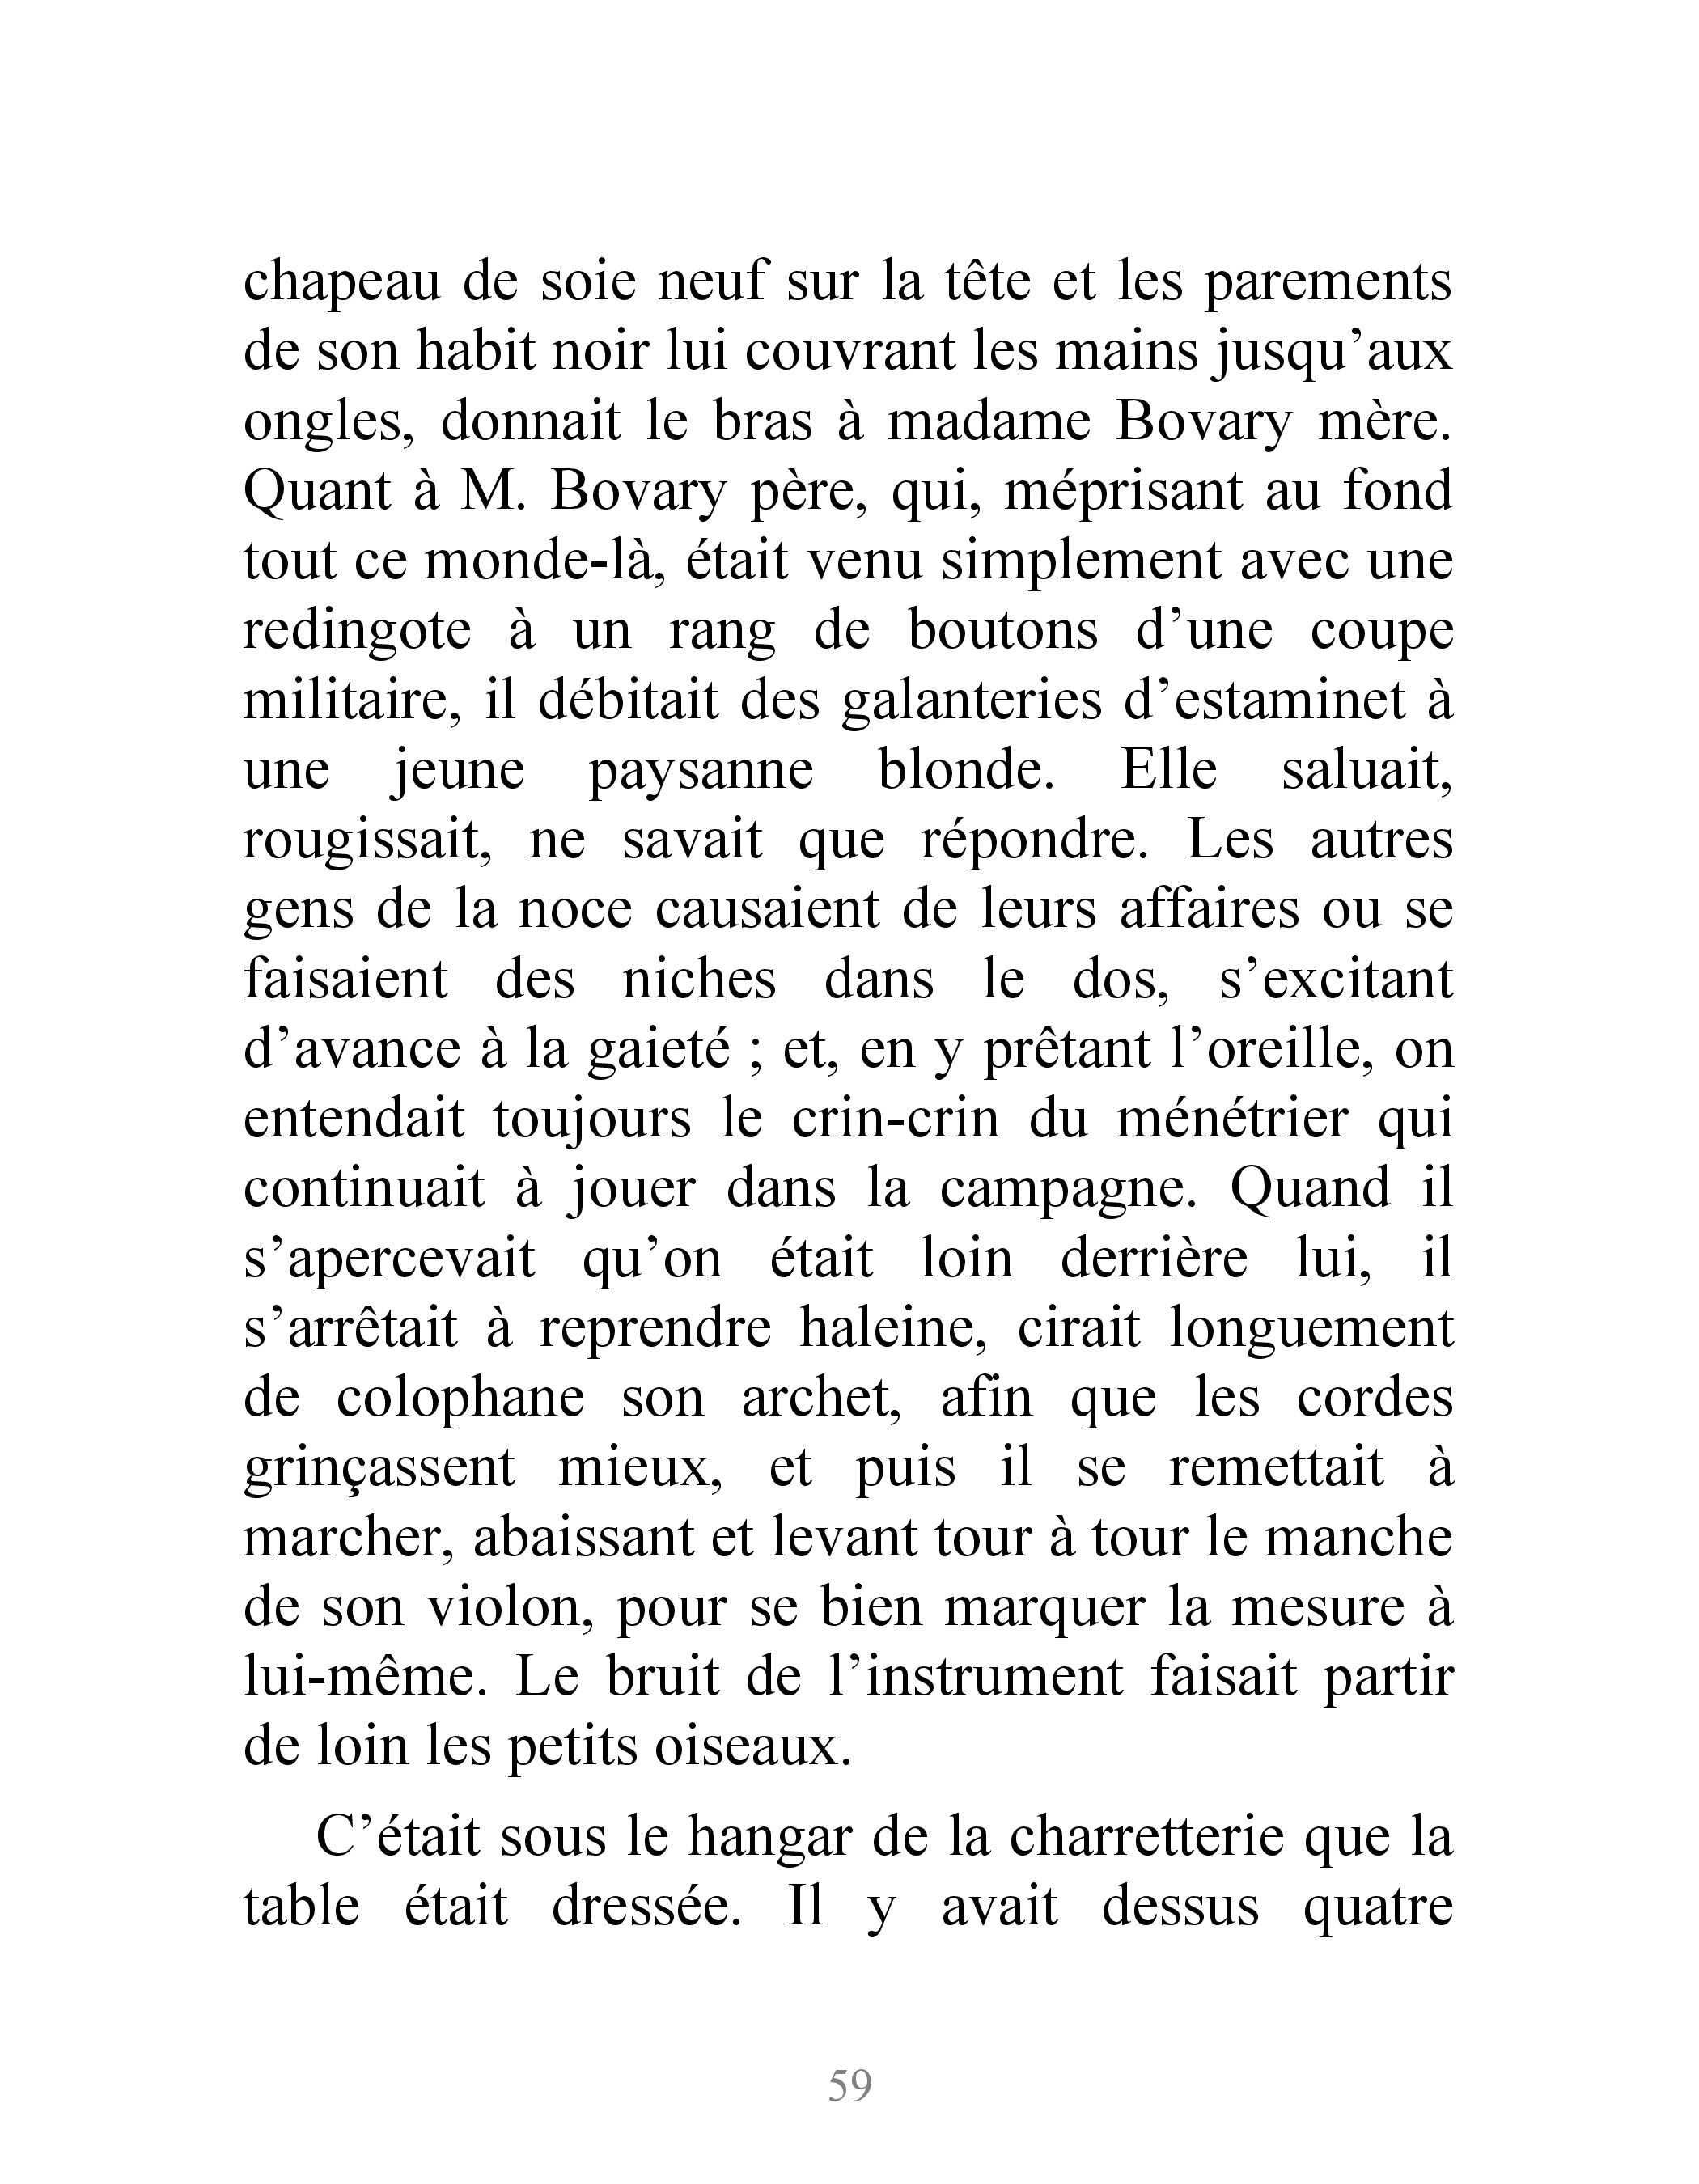 chapeau de soie neuf sur la tête et les parements
de son habit noir lui couvrant les mains jusqu’aux
ongles, donnait le bras à madame Bovary mère.
Quant à M. Bovary père, qui, méprisant au fond
tout ce monde-là, était venu simplement avec une
redingote à un rang de boutons d’une coupe
militaire, il débitait des galanteries d’estaminet à
une jeune paysanne blonde. Elle saluait,
rougissait, ne savait que répondre. Les autres
gens de la noce causaient de leurs affaires ou se
faisaient des niches dans le dos, s’excitant
d’avance à la gaieté ; et, en y prêtant l’oreille, on
entendait toujours le crin-crin du ménétrier qui
continuait à jouer dans la campagne. Quand il
s’apercevait qu’on était loin derrière lui, il
s’arrêtait à reprendre haleine, cirait longuement
de colophane son archet, afin que les cordes
grinçassent mieux, et puis il se remettait à
marcher, abaissant et levant tour à tour le manche
de son violon, pour se bien marquer la mesure à
lui-même. Le bruit de l’instrument faisait partir
de loin les petits oiseaux.
C’était sous le hangar de la charretterie que la
table était dressée. Il y avait dessus quatre
59